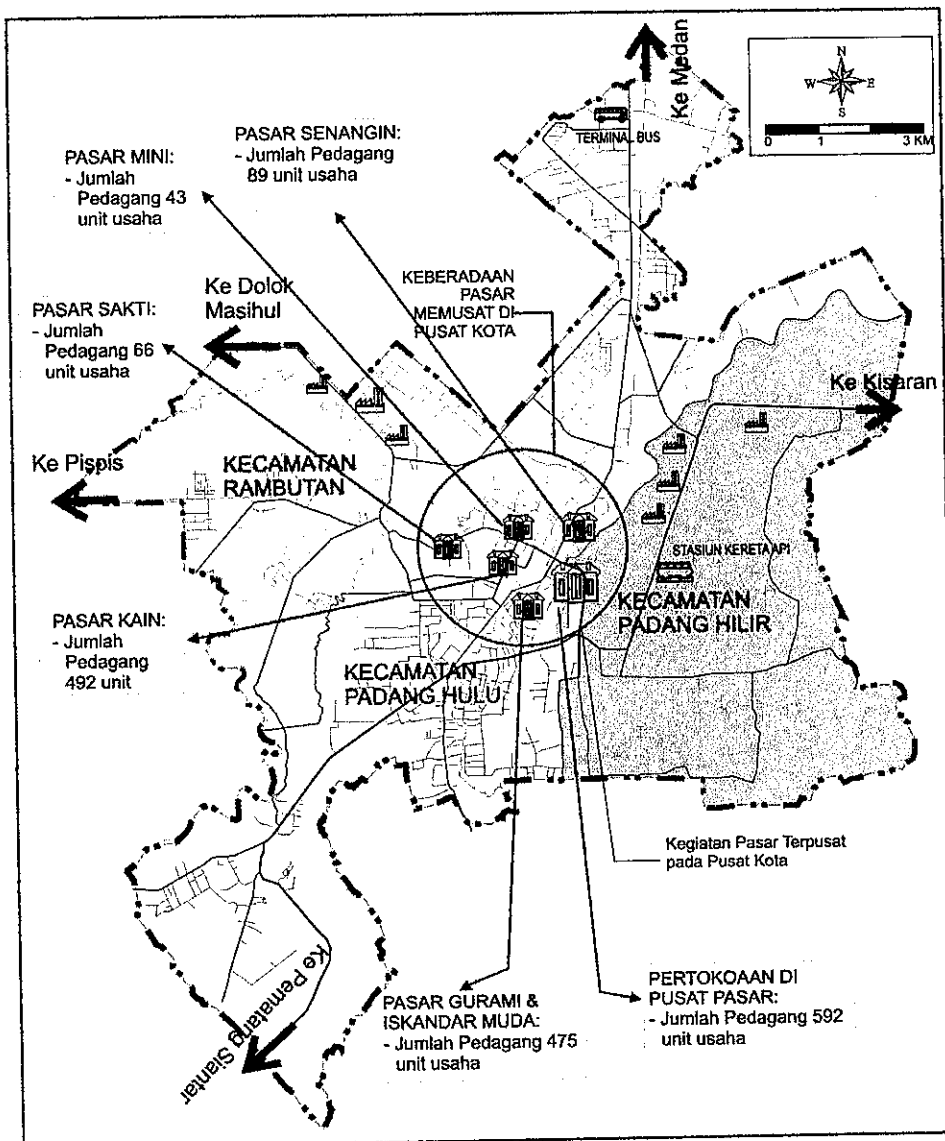 Ke Medan
N
W E
S
0 1 3 KM
TERMINAL BUS
PASAR SENANGIN:
- Jumlah Pedagang
89 unit usaha
PASAR MINI:
- Jumlah
Pedagang 43
unit usaha
KEBERADAAN
PASAR
MEMUSAT DI
PUSAT KOTA
Ke Dolok
Masihul
PASAR SAKTI:
- Jumlah
Pedagang 66
unit usaha
Ke Kisaran
Ke Pispis
KECAMATAN
RAMBUTAN
STASIUN KERETA API
KECAMATAN
PADANG HILIR
PASAR KAIN:
- Jumlah
Pedagang
492 unit
KECAMATAN
PADANG HULU
Kegiatan Pasar Terpusat
pada Pusat Kota
Ke Pematang Siantar
PASAR GURAMI &
ISKANDAR MUDA:
- Jumlah Pedagang 475
unit usaha
PERTOKOAAN DI
PUSAT PASAR:
- Jumlah Pedagang 592
unit usaha